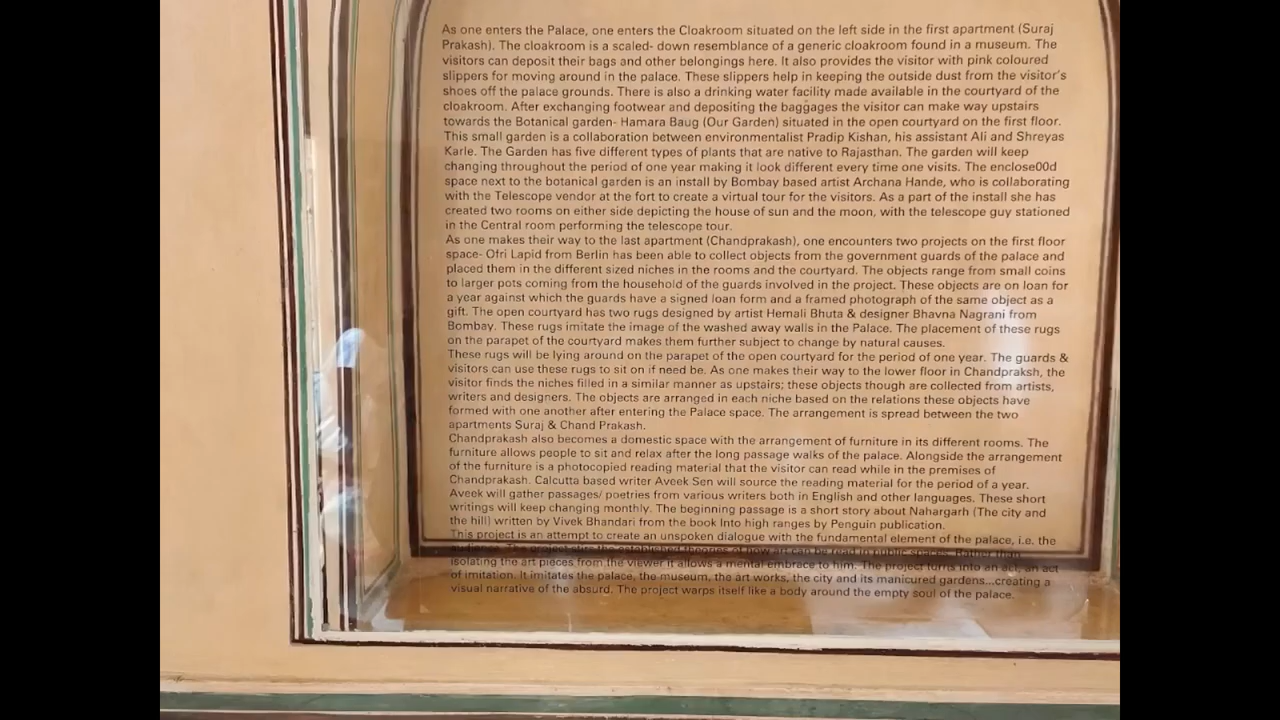 As one enters the Palace, one enters the Cloakroom situated on the left side in the first apartment (Suraj
Prakash). The cloakroom is a scaled- down resemblance of a generic cloakroom found in a museum. The
visitors can deposit their bags and other belongings here. It also provides the visitor with pink coloured
slippers for moving around in the palace. These slippers help in keeping the outside dust from the visitor's
shoes off the palace grounds. There is also a drinking water facility made available in the courtyard of the
cloakroom. After exchanging footwear and depositing the baggages the visitor can make way upstairs
towards the Botanical garden- Hamara Baug (Our Garden) situated in the open courtyard on the first floor.
This small garden is a collaboration between environmentalist Pradip Kishan, his assistant Ali and Shreyas
Karle. The Garden has five different types of plants that are native to Rajasthan. The garden will keep
changing throughout the period of one year making it look different every time one visits. The enclose00d
space next to the botanical garden is an install by Bombay based artist Archana Hande, who is collaborating
with the Telescope vendor at the fort to create a virtual tour for the visitors. As a part of the install she has
created two rooms on either side depicting the house of sun and the moon, with the telescope guy stationed
in the Central room performing the telescope tour.
As one makes their way to the last apartment (Chandprakash), one encounters two projects on the first floor
space- Ofri Lapid from Berlin has been able to collect objects from the government guards of the palace and
placed them in the different sized niches in the rooms and the courtyard. The objects range from small coins
to larger pots coming from the household of the guards involved in the project. These objects are on loan for
a year against which the guards have a signed loan form and a framed photograph of the same object as a
gift. The open courtyard has two rugs designed by artist Hemali Bhuta & designer Bhavna Nagrani from
Bombay. These rugs imitate the image of the washed away walls in the Palace. The placement of these rugs
on the parapet of the courtyard makes them further subject to change by natural causes.
These rugs will be lying around on the parapet of the open courtyard for the period of one year. The guards &
visitors can use these rugs to sit on if need be. As one makes their way to the lower floor in Chandpraksh, the
visitor finds the niches filled in a similar manner as upstairs; these objects though are collected from artists,
writers and designers. The objects are arranged in each niche based on the relations these objects have
formed with one another after entering the Palace space. The arrangement is spread between the two
apartments Suraj & Chand Prakash.
Chandprakash also becomes a domestic space with the arrangement of furniture in its different rooms. The
furniture allows people to sit and relax after the long passage walks of the palace. Alongside the arrangement
of the furniture is a photocopied reading material that the visitor can read while in the premises of
Chandprakash. Calcutta based writer Aveek Sen will source the reading material for the period of a year.
Aveek will gather passages/ poetries from various writers both in English and other languages. These short
writings will keep changing monthly. The beginning passage is a short story about Nahargarh (The city and
the hill) written by Vivek Bhandari from the book Into high ranges by Penguin publication.
This project is an attempt to create an unspoken dialogue with the fundamental element of the palace, i.e. the
audience. The project slips the established theories of how art can be read in public spaces. Rather than
isolating the art pieces from the viewer it allows a mental embrace to him. The project turns into an act, an act
of imitation. It imitates the palace, the museum, the art works, the city and its manicured gardens...creating a
visual narrative of the absurd. The project warps itself like a body around the empty soul of the palace.